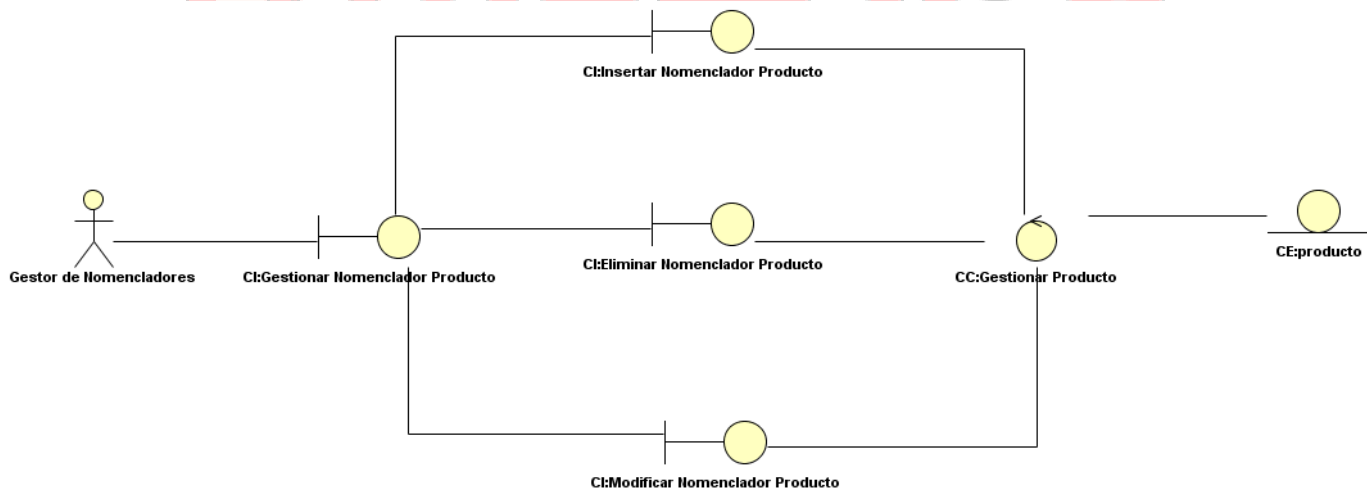 CI:Insertar Nomenclador Producto
Gestor de Nomencladores
CI:Gestionar Nomenclador Producto
CI:Eliminar Nomenclador Producto
CC:Gestionar Producto
CE:producto
CI:Modificar Nomenclador Producto